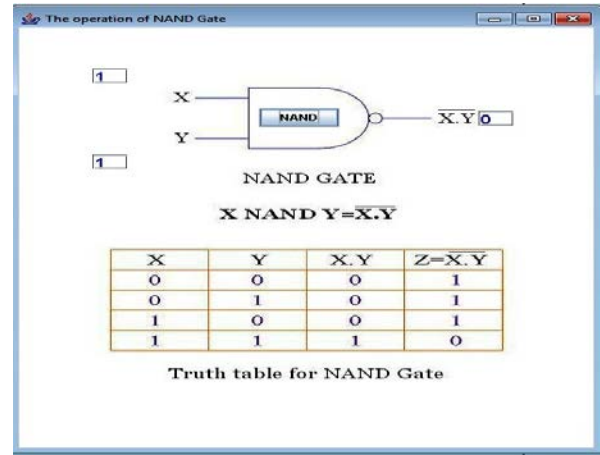 The operation of NAND Gate
1
X
NAND
X.Y 0
Y
1
NAND GATE
X NAND Y=X.Y
X Y X.Y Z=X.Y
0 0 0 1
0 1 0 1
1 0 0 1
1 1 1 0
Truth table for NAND Gate